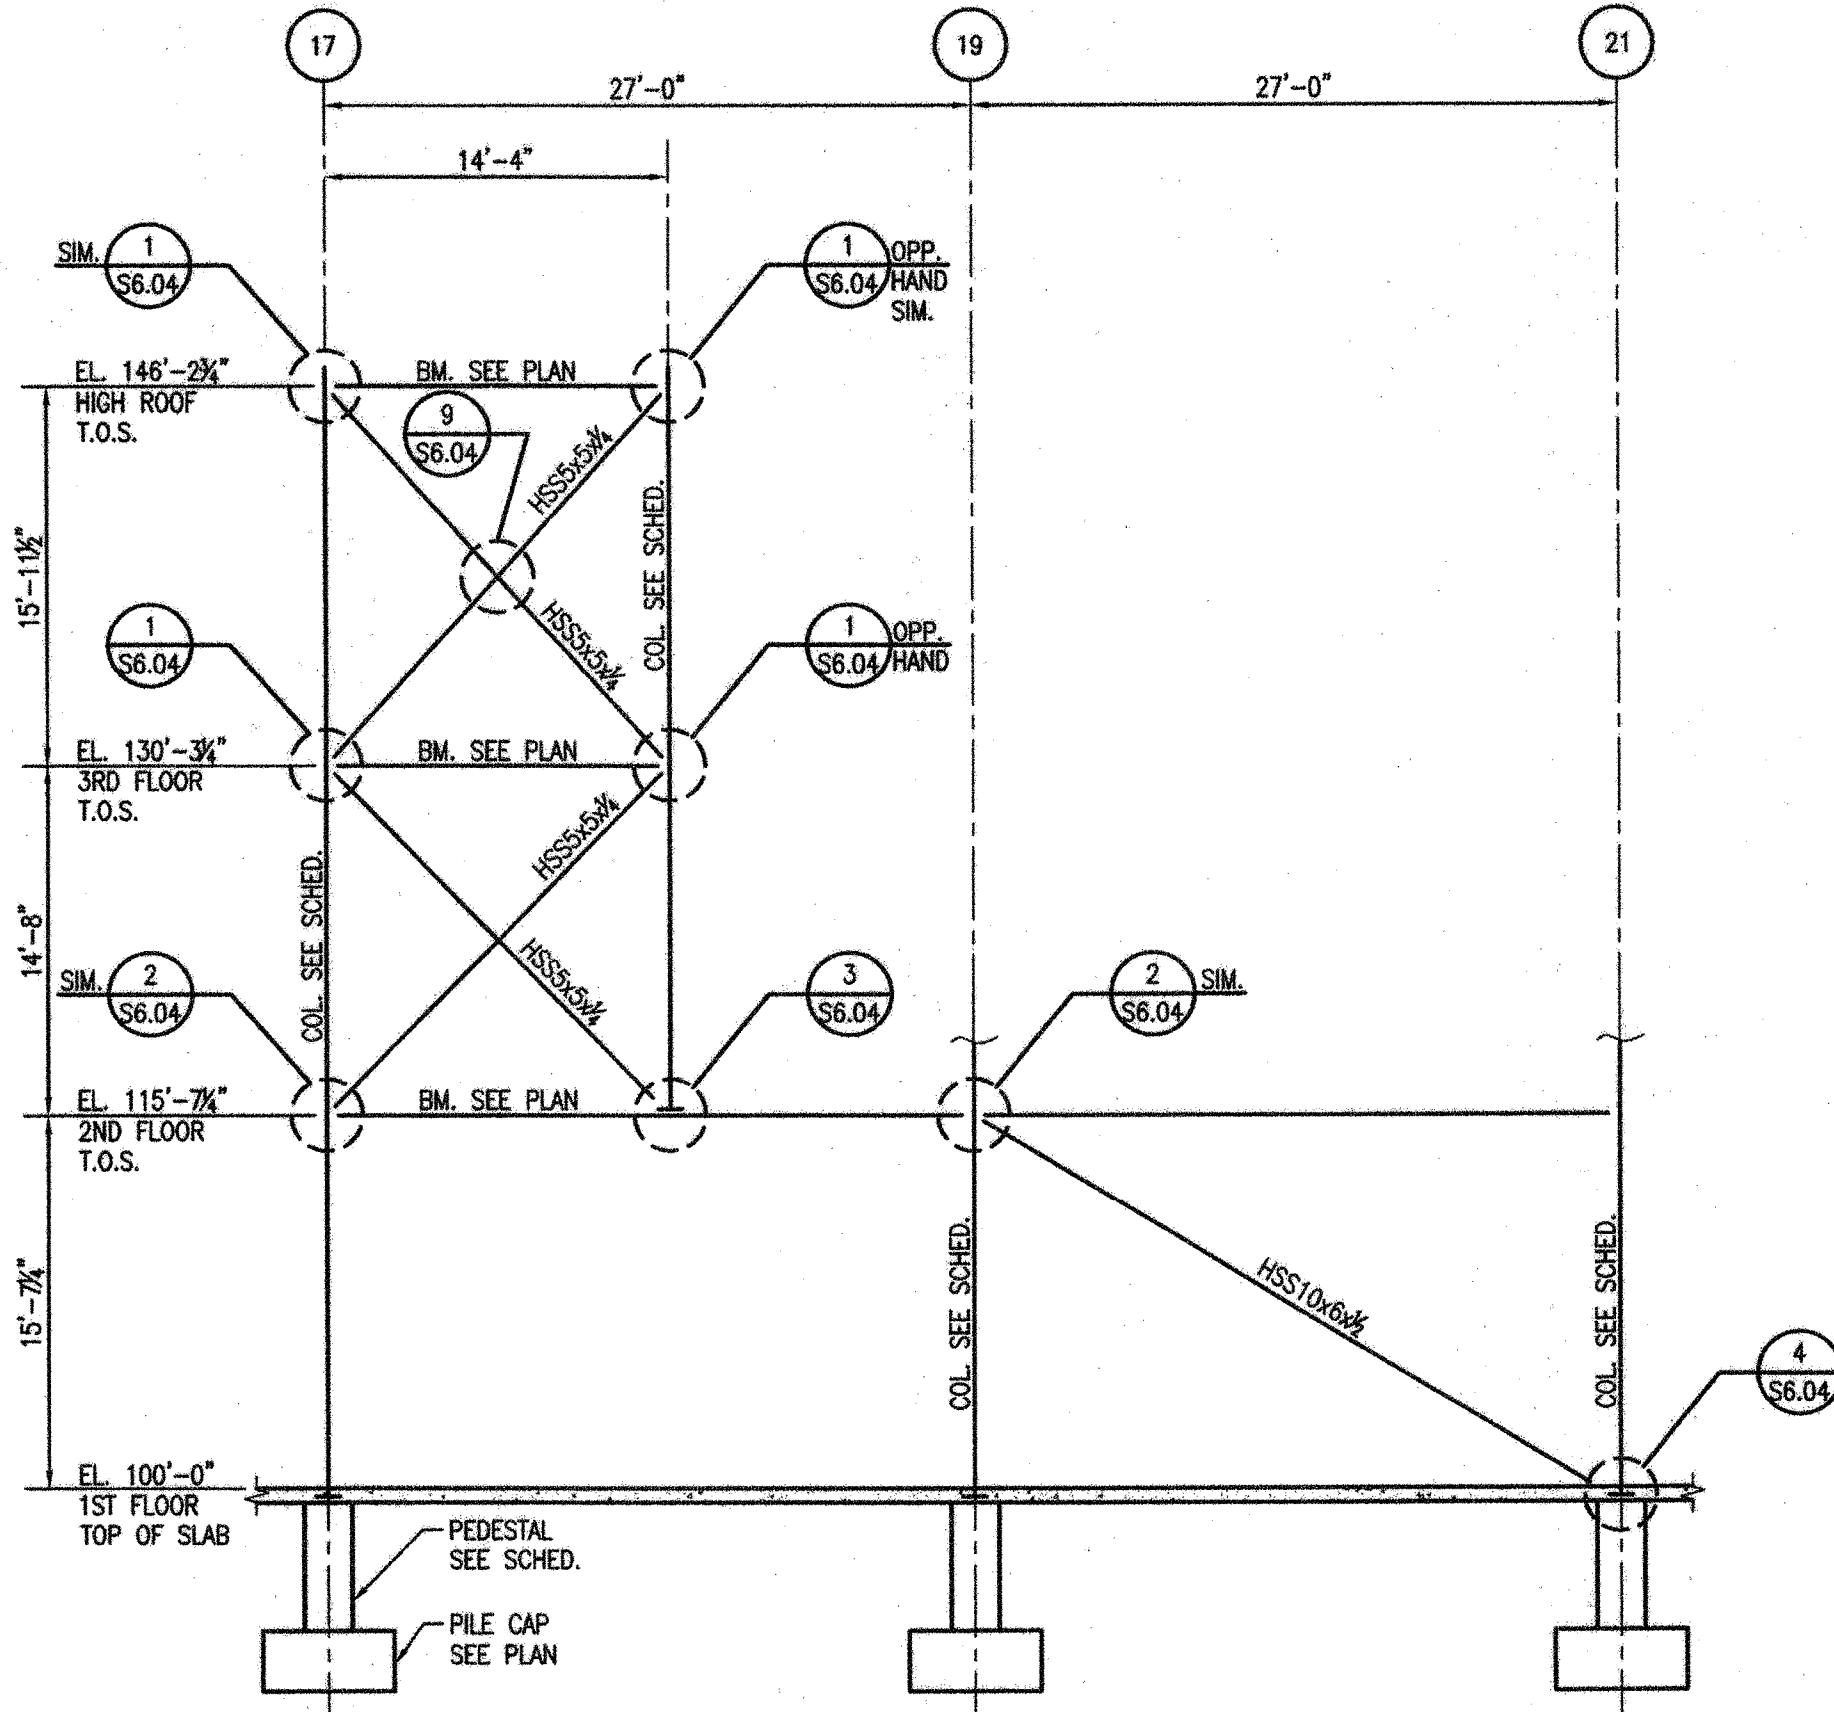 17
19
21
27'-0"
27'-0"
14'-4"
SIM.
1
S6.04
1
S6.04
OPP.
HAND
SIM.
EL. 146'-2¾"
HIGH ROOF
T.O.S.
BM. SEE PLAN
9
S6.04
HSS5x5x¼
COL. SEE SCHED.
15'-11½"
HSS5x5x¼
1
S6.04
1
S6.04
OPP.
HAND
EL. 130'-3¼"
3RD FLOOR
T.O.S.
BM. SEE PLAN
HSS5x5x¼
COL. SEE SCHED.
14'-8"
HSS5x5x¼
SIM.
2
S6.04
3
S6.04
2
S6.04
SIM.
EL. 115'-7¼"
2ND FLOOR
T.O.S.
BM. SEE PLAN
15'-7¼"
COL. SEE SCHED.
HSS10x6x½
COL. SEE SCHED.
4
S6.04
EL. 100'-0"
1ST FLOOR
TOP OF SLAB
PEDESTAL
SEE SCHED.
PILE CAP
SEE PLAN